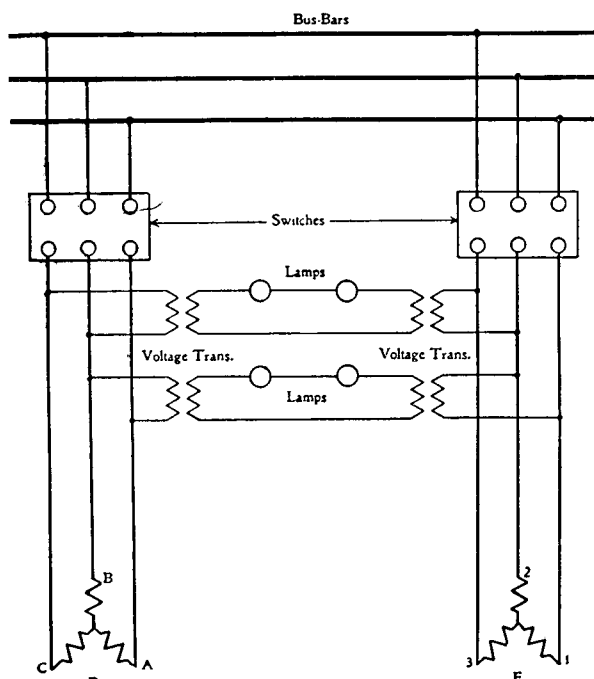 Bus-Bars
Switches
Lamps
Voltage Trans.
Voltage Trans.
Lamps
B
2
C
A
3
1